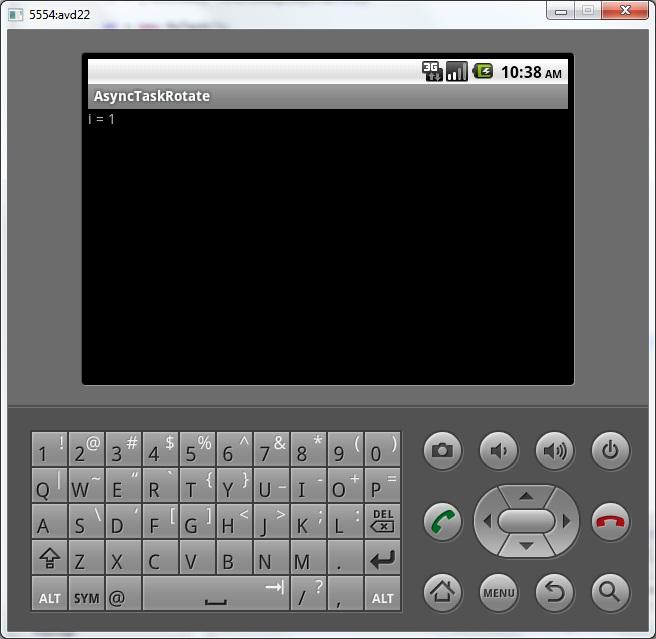 5554:avd22
3G 10:38 AM
AsyncTaskRotate
i = 1
1 ! 2 @ 3 # 4 $ 5 % 6 ^ 7 & 8 * 9 ( 0 )
Q | W ~ E “ R ` T { Y } U _ I - O + P =
A S \ D ‘ F [ G ] H < J > K ; L : DEL
Z X C V B N M .
ALT SYM @ / ? , ALT
MENU